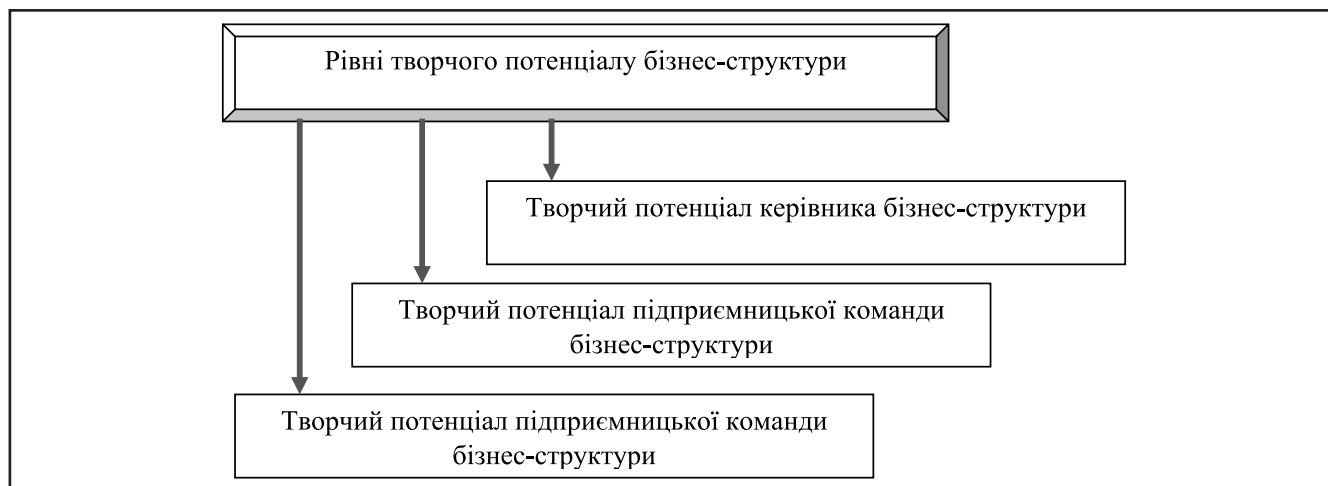 Рівні творчого потенціалу бізнес-структури
Творчий потенціал керівника бізнес-структури
Творчий потенціал підприємницької команди
бізнес-структури
Творчий потенціал підприємницької команди
бізнес-структури